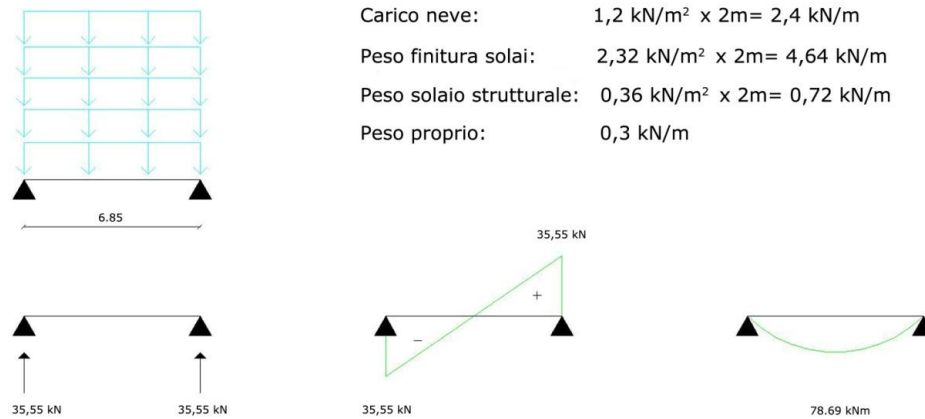 Carico neve: 1,2 kN/m² x 2m= 2,4 kN/m
Peso finitura solai: 2,32 kN/m² x 2m= 4,64 kN/m
Peso solaio strutturale: 0,36 kN/m² x 2m= 0,72 kN/m
Peso proprio: 0,3 kN/m
6.85
35,55 kN
+
−
35,55 kN 35,55 kN 35,55 kN 78.69 kNm